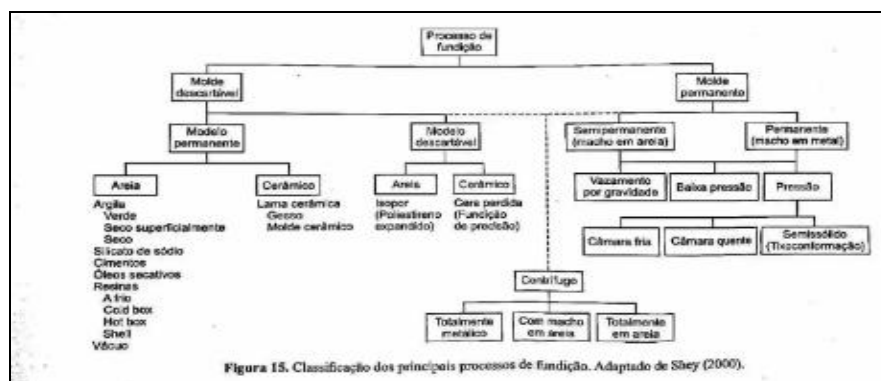 Processo de
fundição
Molde
descartável
Molde
permanente
Modelo
permanente
Modelo
descartável
Semipermanente
(macho em areia)
Permanente
(macho em metal)
Areia
Cerâmico
Areia
Cerâmico
Vazamento
por gravidade
Baixa pressão
Pressão
Argila
Verde
Seco superficialmente
Seco
Silicato de sódio
Cimentos
Óleos secativos
Resinas
A frio
Cold box
Hot box
Shell
Vácuo
Lama cerâmica
Gesso
Molde cerâmico
Isopor
(Poliestireno
expandido)
Cera perdida
(Fundição
de precisão)
Câmara fria
Câmara quente
Semissólido
(Tixoconformação)
Centrífugo
Totalmente
metálico
Com macho
em areia
Totalmente
em areia
Figura 15. Classificação dos principais processos de fundição. Adaptado de Shey (2000).